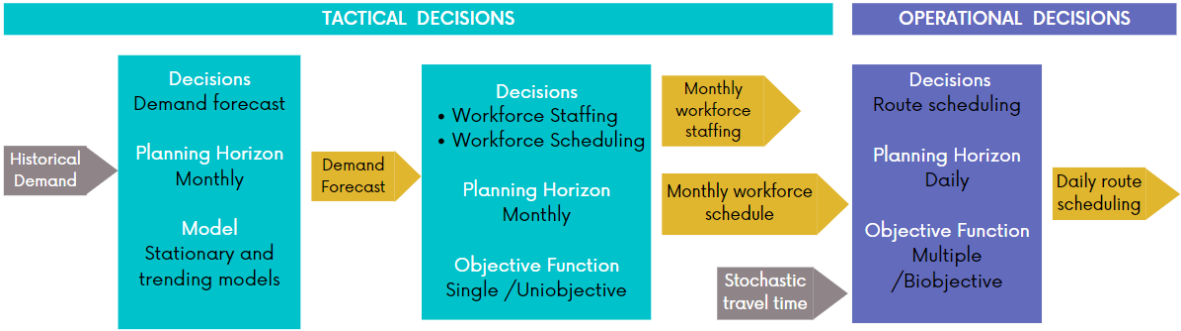 TACTICAL DECISIONS
OPERATIONAL DECISIONS
Historical
Demand
Decisions
Demand forecast
Planning Horizon
Monthly
Model
Stationary and
trending models
Demand
Forecast
Decisions
• Workforce Staffing
• Workforce Scheduling
Planning Horizon
Monthly
Objective Function
Single /Uniobjective
Monthly
workforce
staffing
Monthly workforce
schedule
Stochastic
travel time
Decisions
Route scheduling
Planning Horizon
Daily
Objective Function
Multiple
/Biobjective
Daily route
scheduling